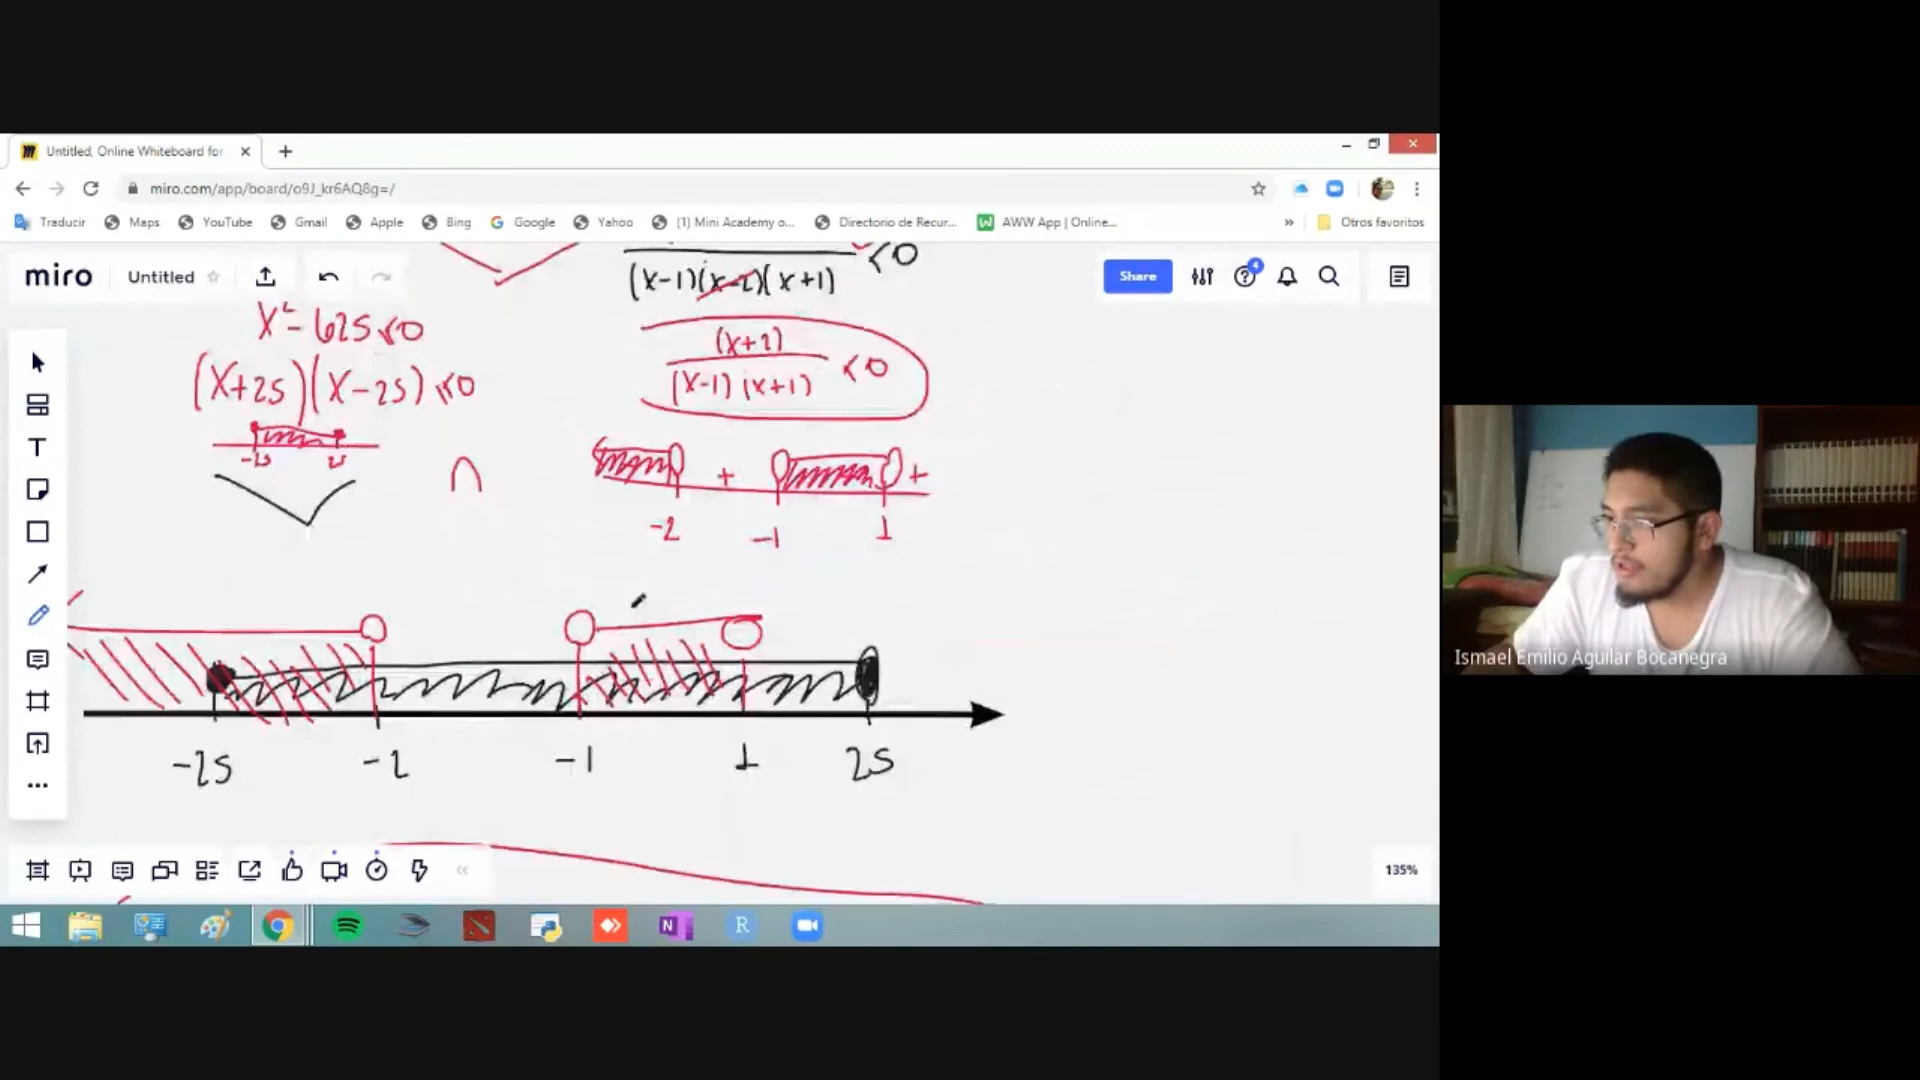 Untitled, Online Whiteboard for
miro.com/app/board/o9J_kr6AQ8g=/
Traducir Maps YouTube Gmail Apple Bing Google Yahoo (1) Mini Academy o... Directorio de Recur... AWW App | Online... » Otros favoritos
miro Untitled Share 4
<0
(x-1)(x-2)(x+1)
x²-625≤0
(x+2)
(x-1)(x+1)
<0
(x+25)(x-25)≤0
-25 25
∩
+ +
-2 -1 1
-25 -2 -1 1 25
135%
Ismael Emilio Aguilar Bocanegra